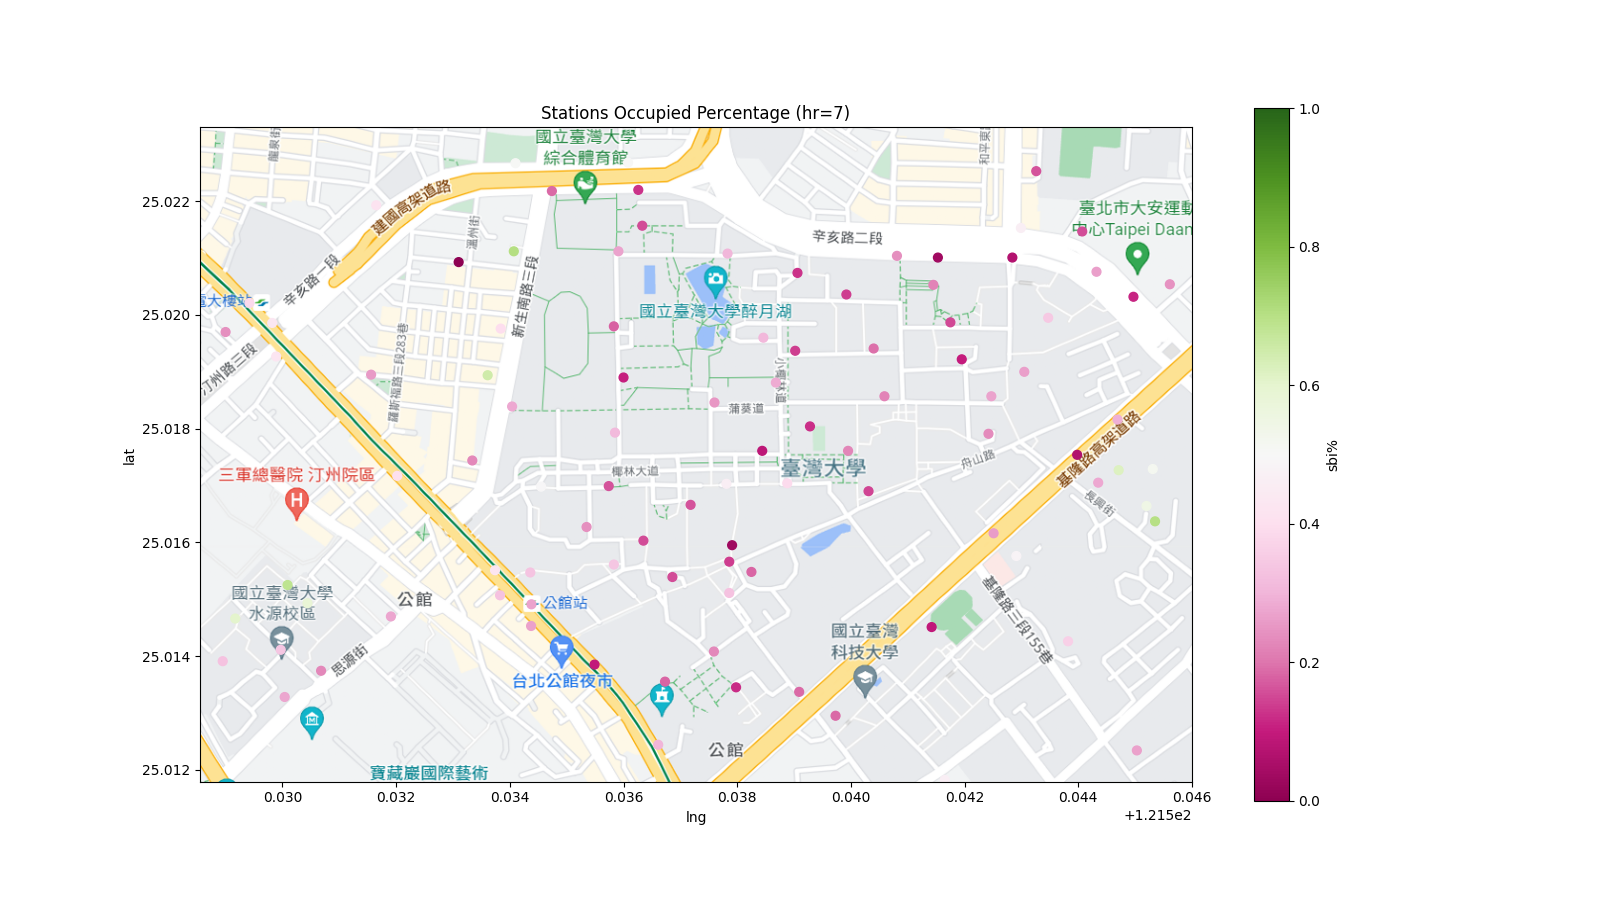 Stations Occupied Percentage (hr=7)
國立臺灣大學
綜合體育館
龍泉街
建國高架道路
溫州街
和平東
臺北市大安運動
中心Taipei Daan
辛亥路二段
辛亥路一段
新生南路三段
電大樓站
國立臺灣大學醉月湖
汀州路三段
羅斯福路三段283巷
小椰林道
蒲葵道
基隆路高架道路
三軍總醫院 汀州院區
椰林大道
臺灣大學
舟山路
長興街
國立臺灣大學
水源校區
公館
公館站
基隆路三段155巷
思源街
國立臺灣
科技大學
台北公館夜市
公館
寶藏巖國際藝術
25.022
25.020
25.018
25.016
25.014
25.012
lat
0.030
0.032
0.034
0.036
0.038
0.040
0.042
0.044
0.046
lng
+1.215e2
1.0
0.8
0.6
0.4
0.2
0.0
sbi%